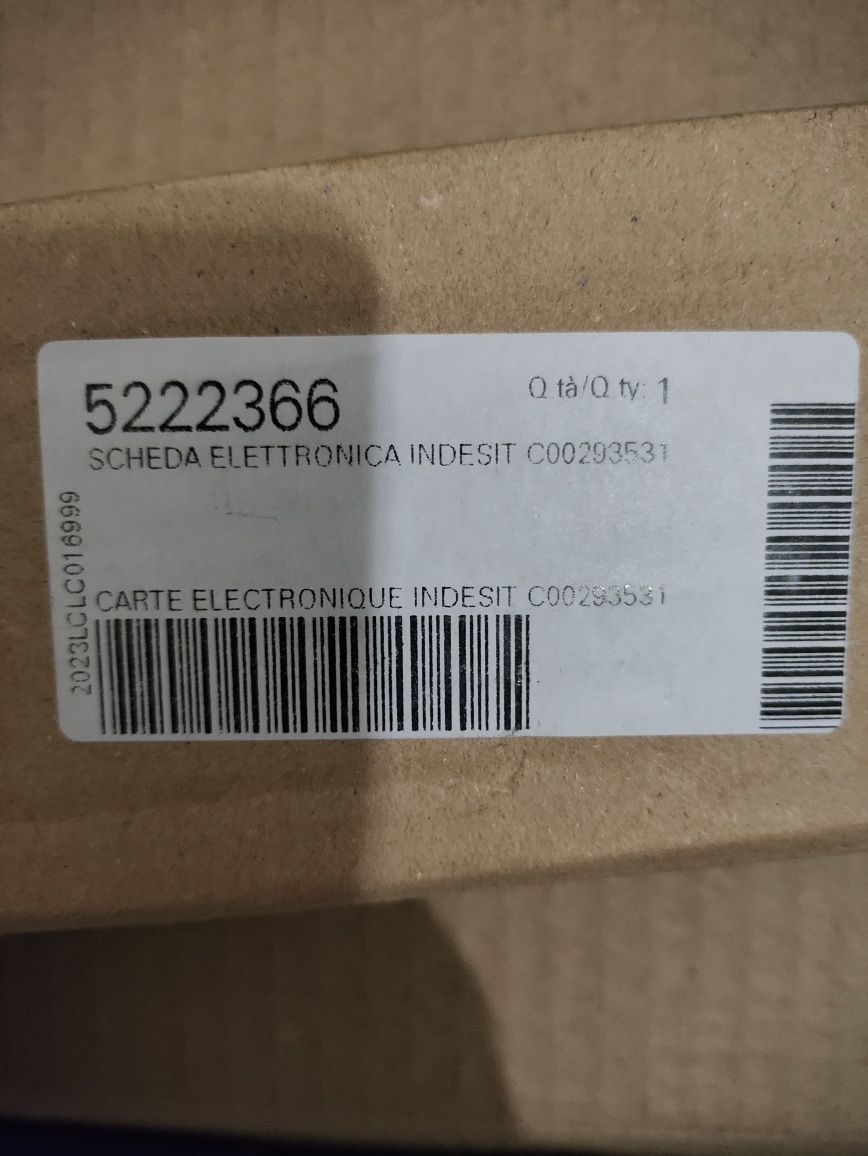 5222366
Q tà/Q ty: 1
SCHEDA ELETTRONICA INDESIT C00293531
2023LCLC016999
CARTE ELECTRONIQUE INDESIT C00293531